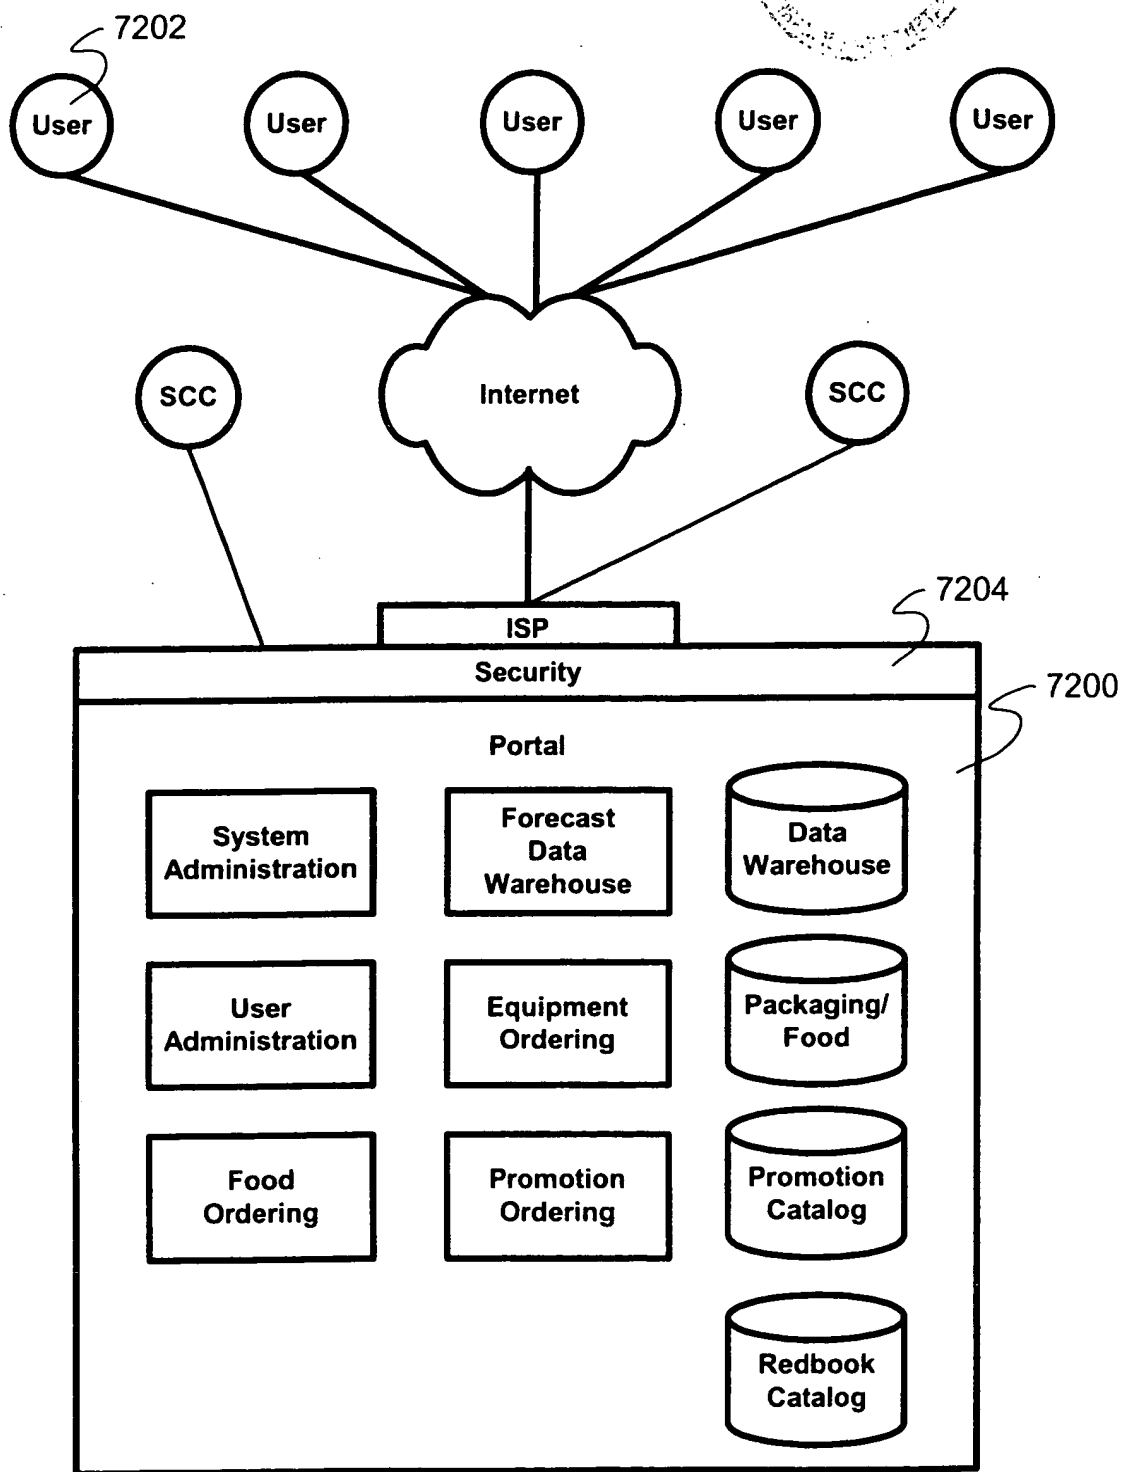 7202
User
User
User
User
User
SCC
Internet
SCC
7204
ISP
Security
7200
Portal
System
Administration
Forecast
Data
Warehouse
Data
Warehouse
User
Administration
Equipment
Ordering
Packaging/
Food
Food
Ordering
Promotion
Ordering
Promotion
Catalog
Redbook
Catalog